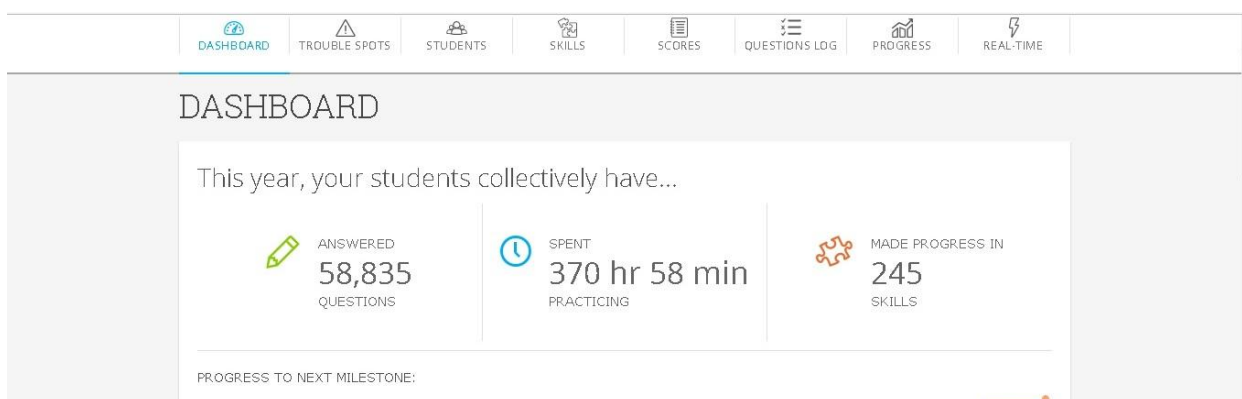 DASHBOARD TROUBLE SPOTS STUDENTS SKILLS SCORES QUESTIONS LOG PROGRESS REAL-TIME
DASHBOARD
This year, your students collectively have...
ANSWERED
58,835
QUESTIONS
SPENT
370 hr 58 min
PRACTICING
MADE PROGRESS IN
245
SKILLS
PROGRESS TO NEXT MILESTONE: